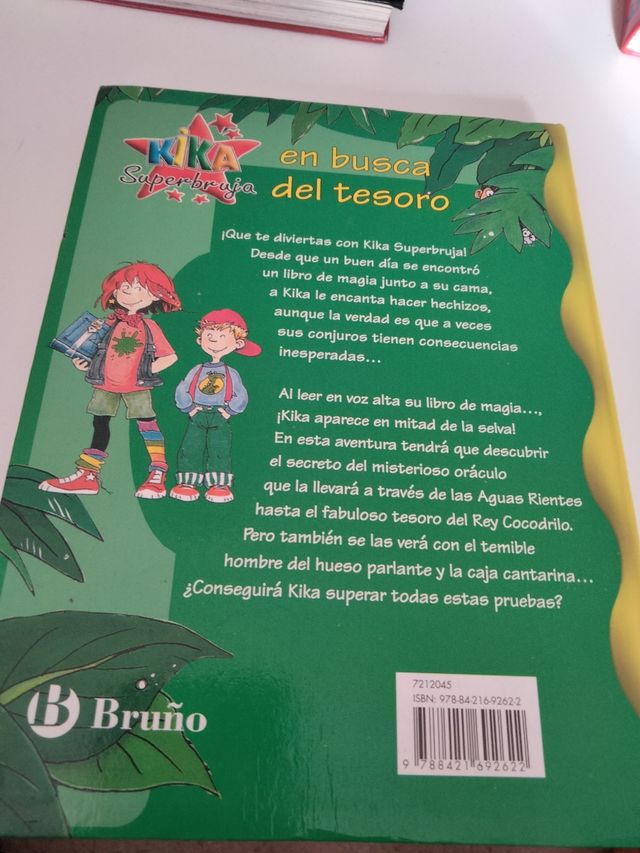 KIKA
Superbruja
en busca
del tesoro
¡Que te diviertas con Kika Superbruja!
Desde que un buen día se encontró
un libro de magia junto a su cama,
a Kika le encanta hacer hechizos,
aunque la verdad es que a veces
sus conjuros tienen consecuencias
inesperadas...
Al leer en voz alta su libro de magia...,
¡Kika aparece en mitad de la selva!
En esta aventura tendrá que descubrir
el secreto del misterioso oráculo
que la llevará a través de las Aguas Rientes
hasta el fabuloso tesoro del Rey Cocodrilo.
Pero también se las verá con el temible
hombre del hueso parlante y la caja cantarina...
¿Conseguirá Kika superar todas estas pruebas?
B Bruño
7212045
ISBN: 978-84-216-9262-2
9 788421 692622